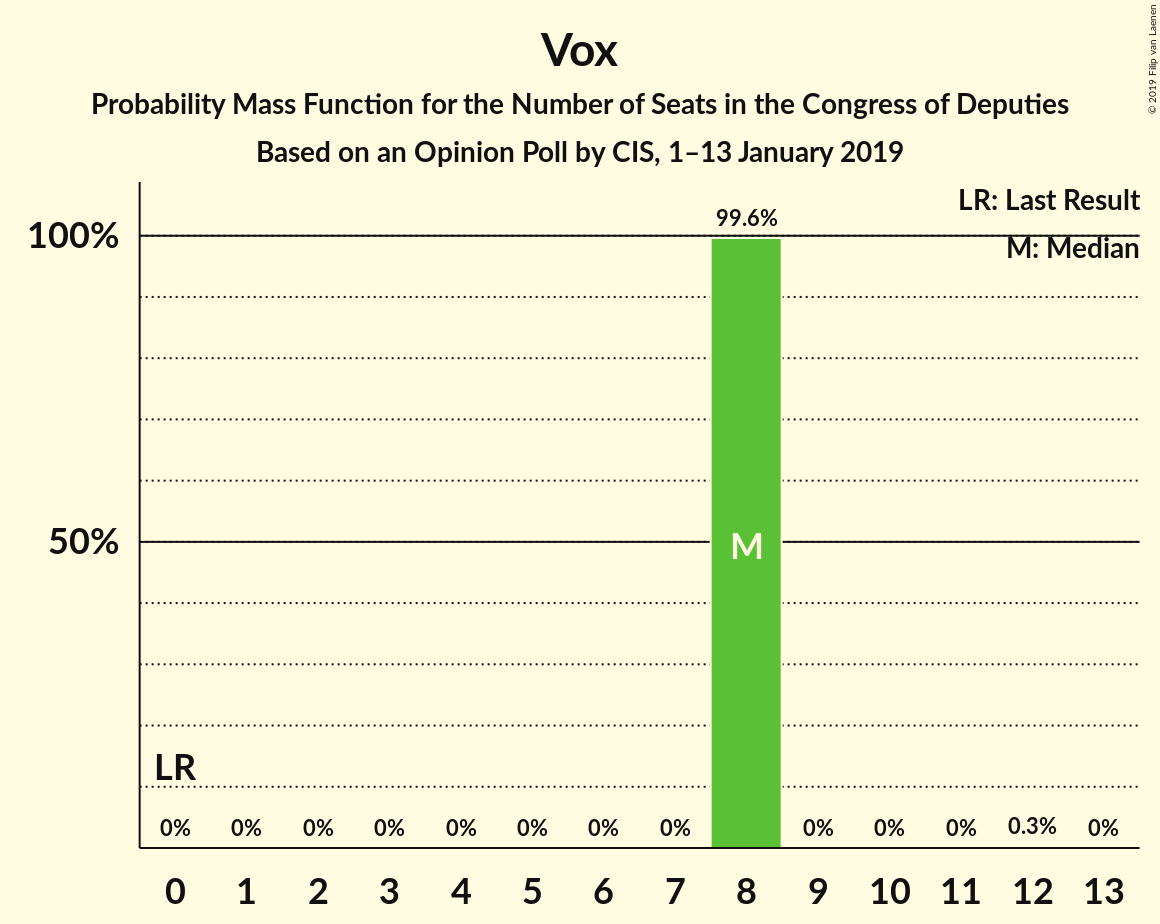 Vox
Probability Mass Function for the Number of Seats in the Congress of Deputies
Based on an Opinion Poll by CIS, 1–13 January 2019
© 2019 Filip van Laenen
LR: Last Result
M: Median
99.6%
100%
50%
M
LR
0% 0% 0% 0% 0% 0% 0% 0% 0% 0% 0% 0.3% 0%
0 1 2 3 4 5 6 7 8 9 10 11 12 13